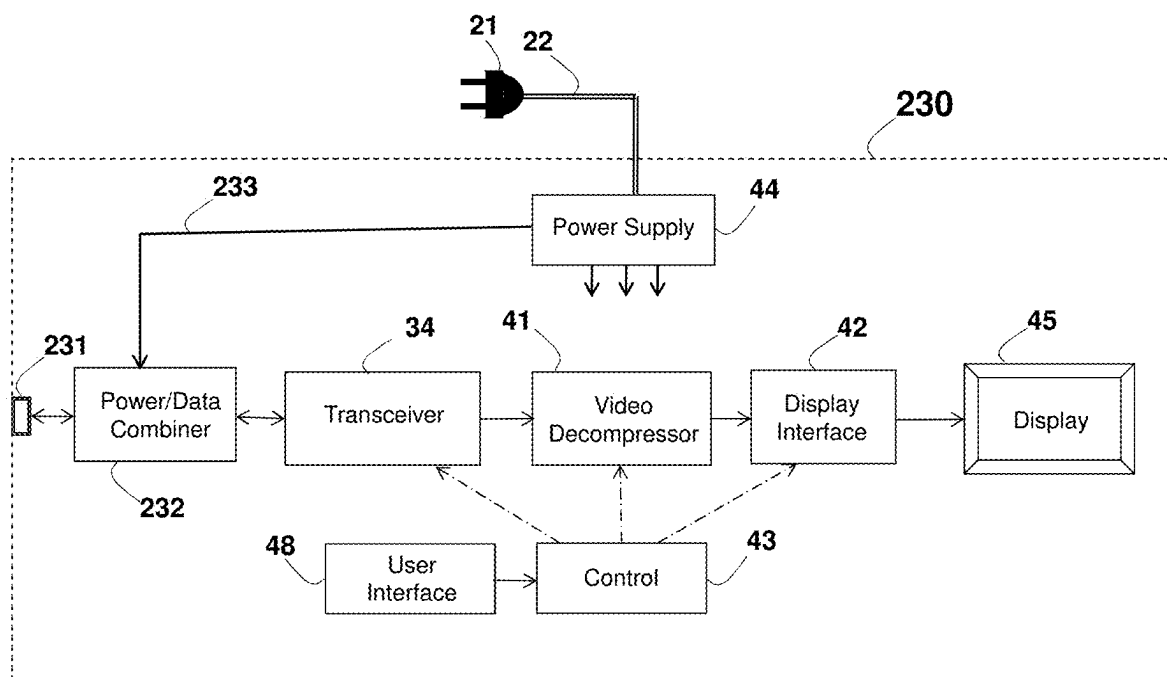 21
22
230
233
Power Supply
44
231
34
41
42
45
Power/Data
Combiner
Transceiver
Video
Decompressor
Display
Interface
Display
232
48
User
Interface
Control
43